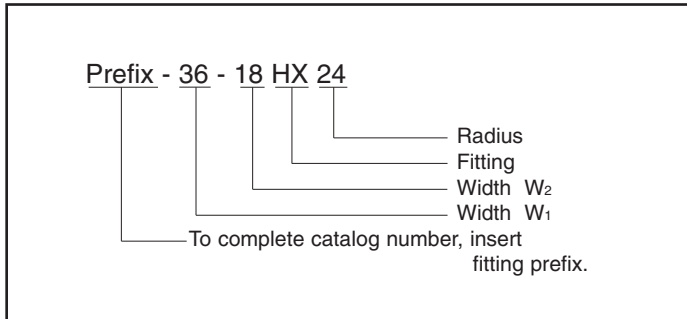 Prefix - 36 - 18 HX 24
Radius
Fitting
Width W₂
Width W₁
To complete catalog number, insert
fitting prefix.